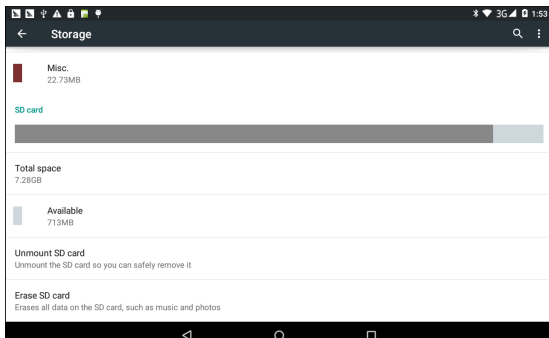 3G
1:53
Storage
Misc.
22.73MB
SD card
Total space
7.28GB
Available
713MB
Unmount SD card
Unmount the SD card so you can safely remove it
Erase SD card
Erases all data on the SD card, such as music and photos